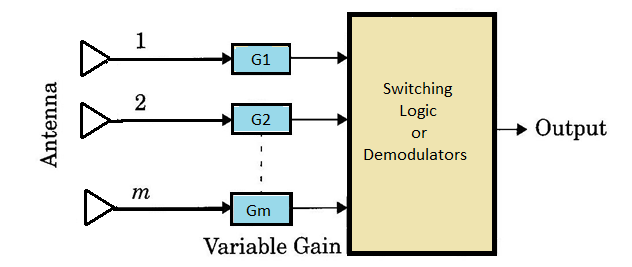 Antenna
1
G1
2
G2
m
Gm
Variable Gain
Switching
Logic
or
Demodulators
Output